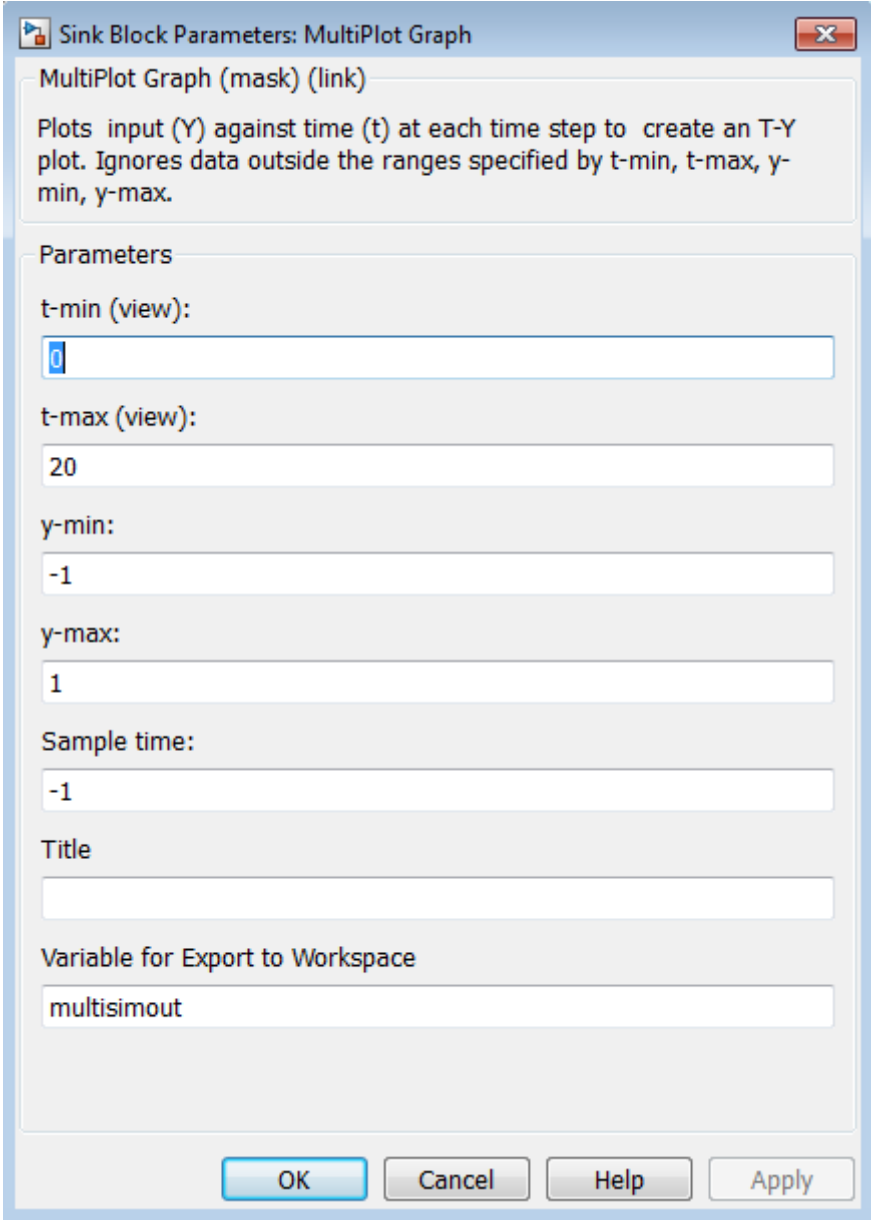 Sink Block Parameters: MultiPlot Graph
MultiPlot Graph (mask) (link)
Plots  input (Y) against time (t) at each time step to  create an T-Y
plot. Ignores data outside the ranges specified by t-min, t-max, y-
min, y-max.
Parameters
t-min (view):
0
t-max (view):
20
y-min:
-1
y-max:
1
Sample time:
-1
Title
Variable for Export to Workspace
multisimout
OK Cancel Help Apply